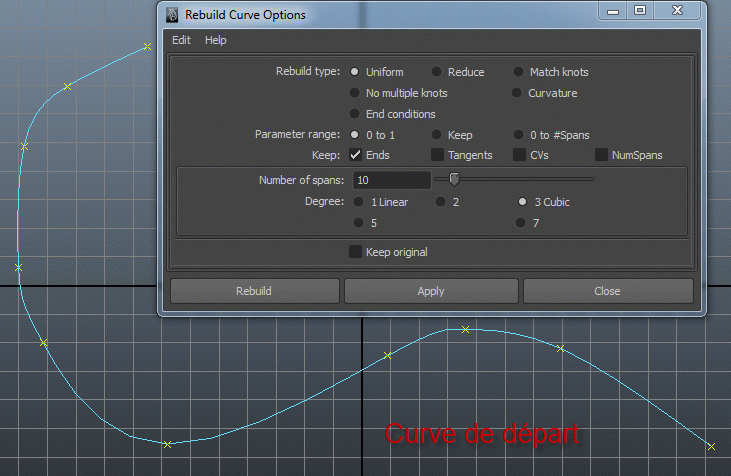 Rebuild Curve Options
Edit Help
Rebuild type: Uniform Reduce Match knots
No multiple knots Curvature
End conditions
Parameter range: 0 to 1 Keep 0 to #Spans
Keep: Ends Tangents CVs NumSpans
Number of spans: 10
Degree: 1 Linear 2 3 Cubic
5 7
Keep original
Rebuild Apply Close
Curve de départ